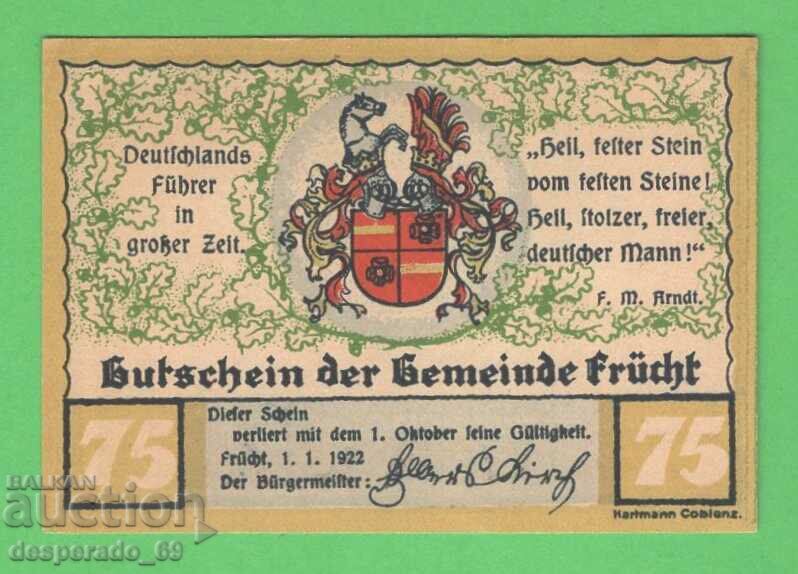 Deutschlands
Führer
in
großer Zeit.
„Heil, fester Stein
vom festen Steine!
Heil, stolzer, freier,
deutscher Mann!“
F. M. Arndt.
Gutschein der Gemeinde Frücht
75
Dieser Schein
verliert mit dem 1. Oktober seine Gültigkeit.
Frücht, 1. 1. 1922
Der Bürgermeister:
75
Hartmann Coblenz.
BALKAN
auction
desperado_69